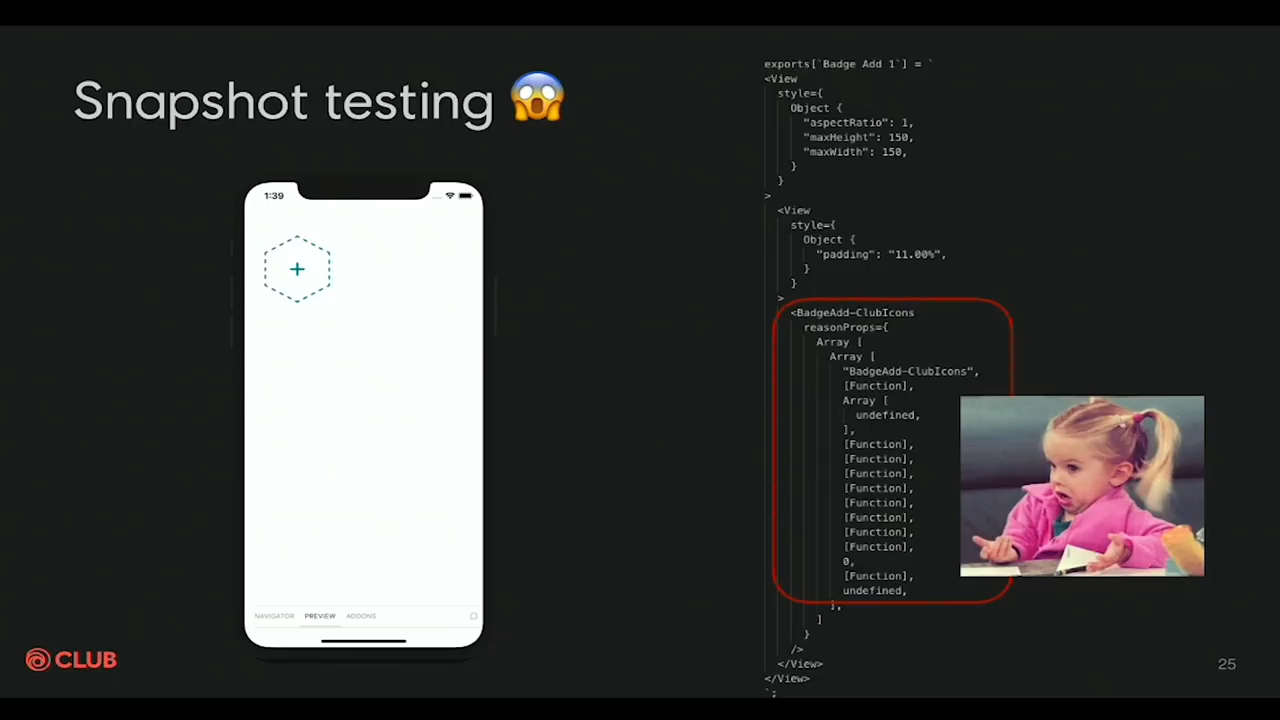 Snapshot testing 😱
1:39
+
NAVIGATOR PREVIEW ADDONS
exports[`Badge Add 1`] = `
<View
style={
Object {
"aspectRatio": 1,
"maxHeight": 150,
"maxWidth": 150,
}
}
>
<View
style={
Object {
"padding": "11.00%",
}
}
>
<BadgeAdd-ClubIcons
reasonProps={
Array [
Array [
"BadgeAdd-ClubIcons",
[Function],
Array [
undefined,
],
[Function],
[Function],
[Function],
[Function],
[Function],
[Function],
[Function],
[Function],
0,
[Function],
undefined,
],
]
}
/>
</View>
</View>
`;
CLUB
25